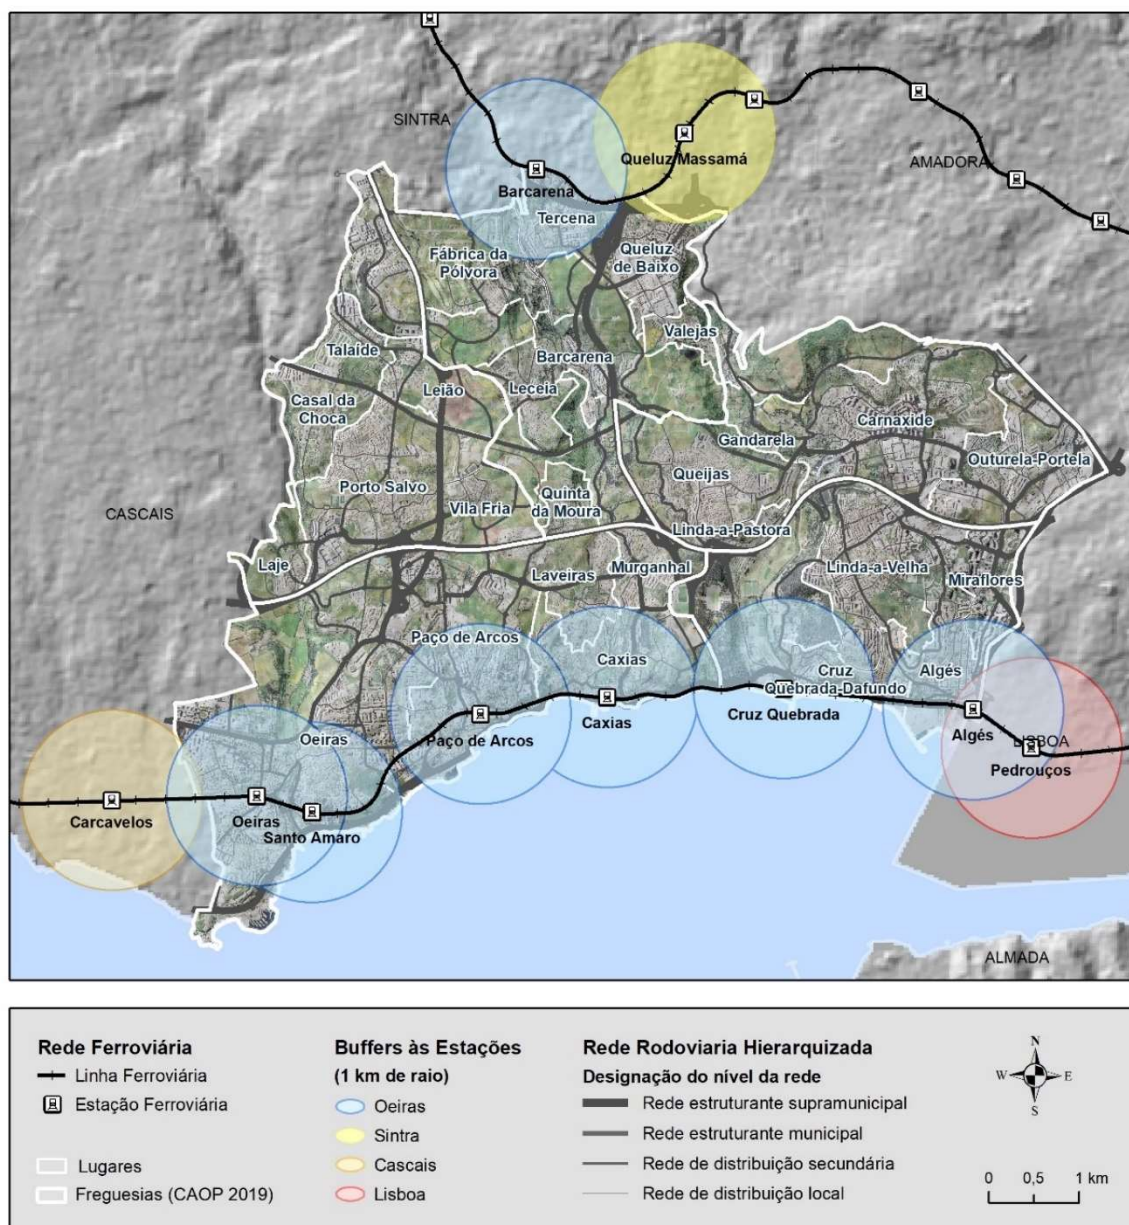 SINTRA
Queluz Massamá
AMADORA
Barcarena
Tercena
Fábrica da
Pólvora
Queluz
de Baixo
Valejas
Talaíde
Barcarena
Leião
Leceia
Casal da
Choca
Carnaxide
Gandarela
Outurela-Portela
Queijas
Porto Salvo
CASCAIS
Vila Fria
Quinta
da Moura
Linda-a-Pastora
Laje
Laveiras
Murganhal
Linda-a-Velha
Miraflores
Paço de Arcos
Caxias
Cruz
Quebrada-Dafundo
Algés
Oeiras
Paço de Arcos
Caxias
Cruz Quebrada
Algés
LISBOA
Pedrouços
Carcavelos
Oeiras
Santo Amaro
ALMADA
Rede Ferroviária
Linha Ferroviária
Estação Ferroviária
Lugares
Freguesias (CAOP 2019)
Buffers às Estações
(1 km de raio)
Oeiras
Sintra
Cascais
Lisboa
Rede Rodoviaria Hierarquizada
Designação do nível da rede
Rede estruturante supramunicipal
Rede estruturante municipal
Rede de distribuição secundária
Rede de distribuição local
N
W E
S
0 0,5 1 km